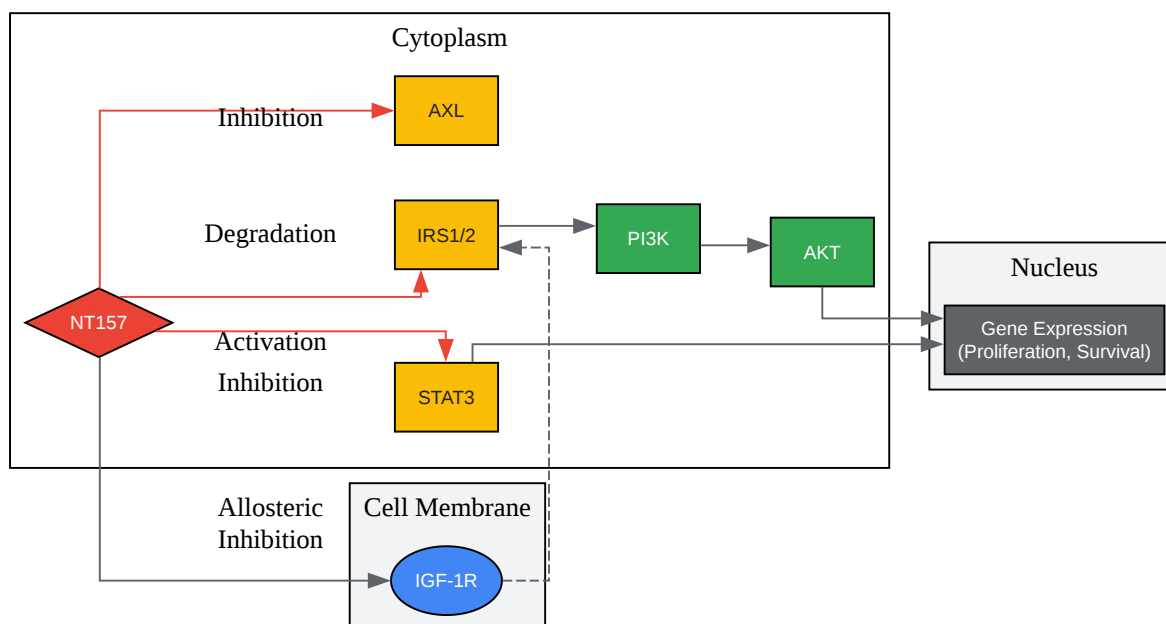 Cytoplasm
Inhibition
AXL
Degradation
IRS1/2
PI3K
AKT
Nucleus
NT157
Gene Expression
(Proliferation, Survival)
Activation
Inhibition
STAT3
Allosteric
Inhibition
Cell Membrane
IGF-1R